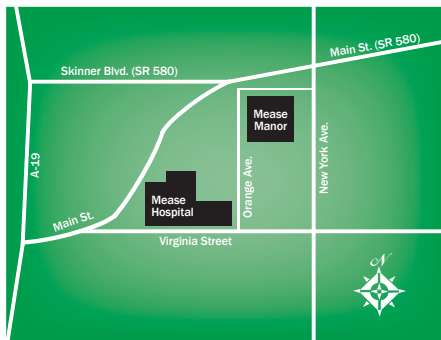 Main St. (SR 580)
Skinner Blvd. (SR 580)
Mease
Manor
A-19
Orange Ave.
New York Ave.
Mease
Hospital
Main St.
Virginia Street
N